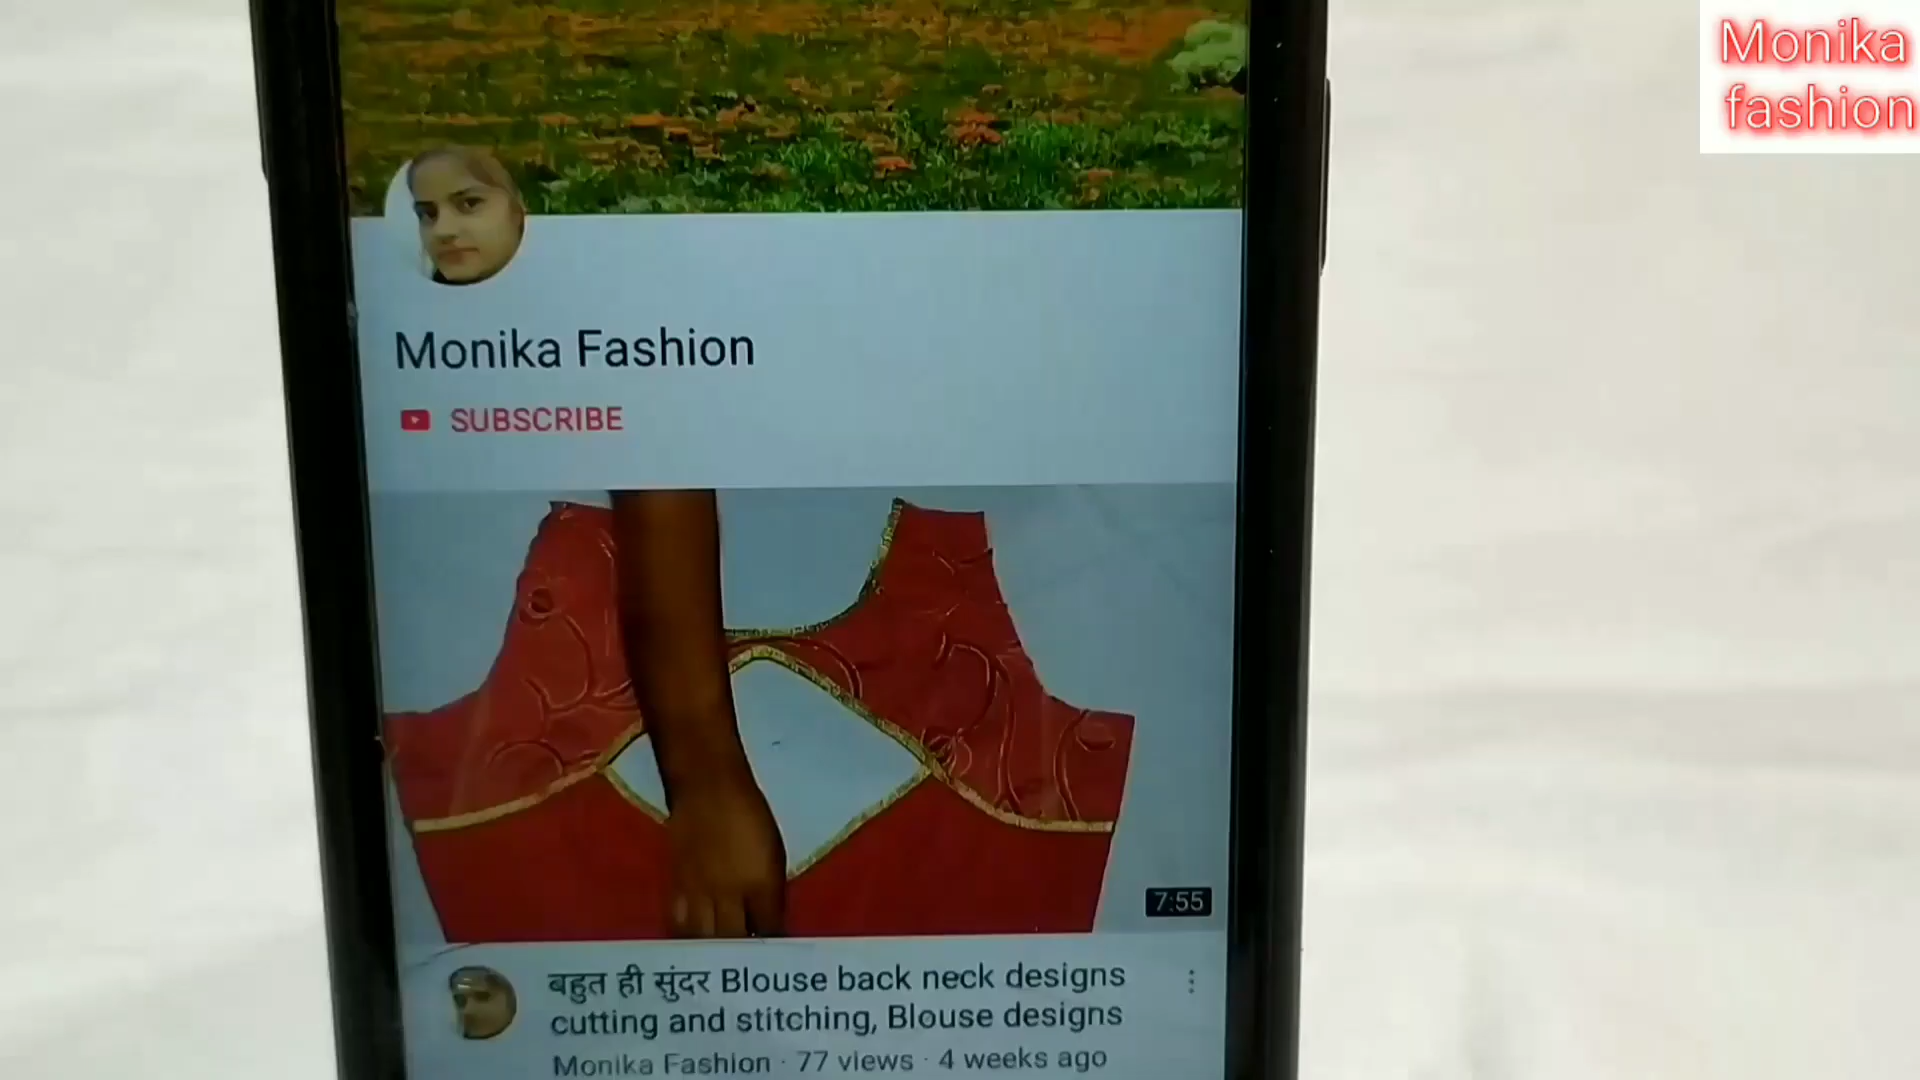 Monika
fashion
Monika Fashion
SUBSCRIBE
7:55
बहुत ही सुंदर Blouse back neck designs
cutting and stitching, Blouse designs
Monika Fashion · 77 views · 4 weeks ago